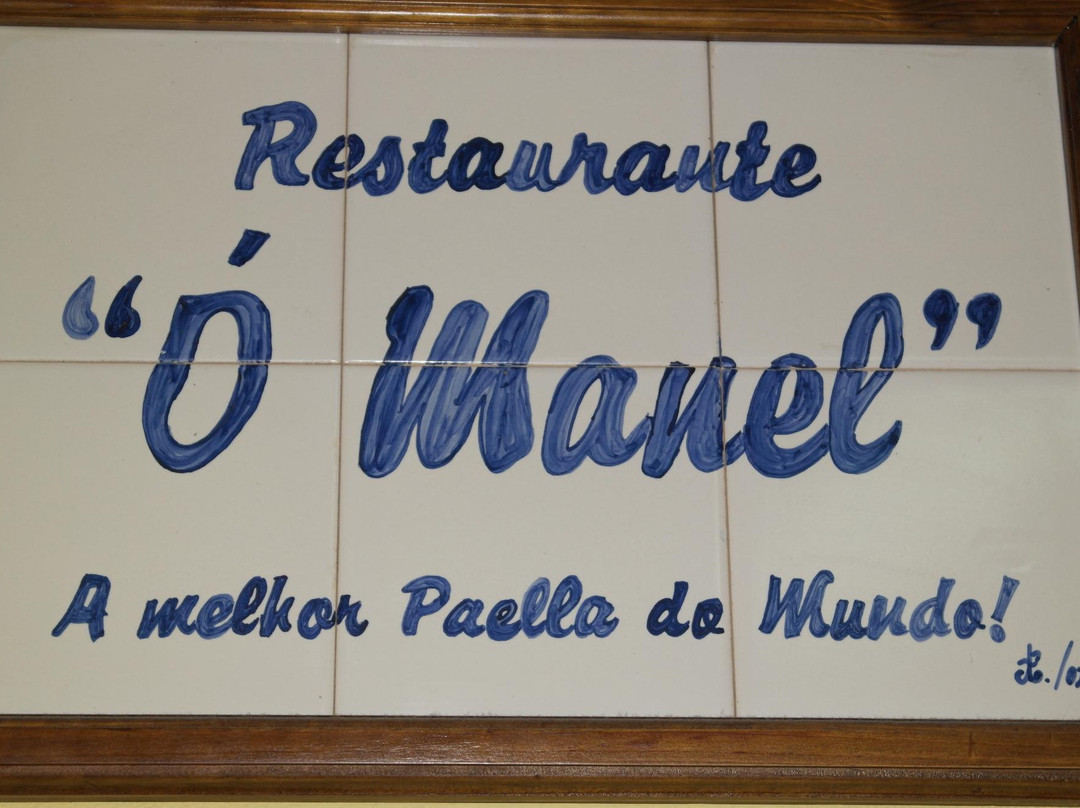 Restaurante
“Ó Manel”
A melhor Paella do Mundo!